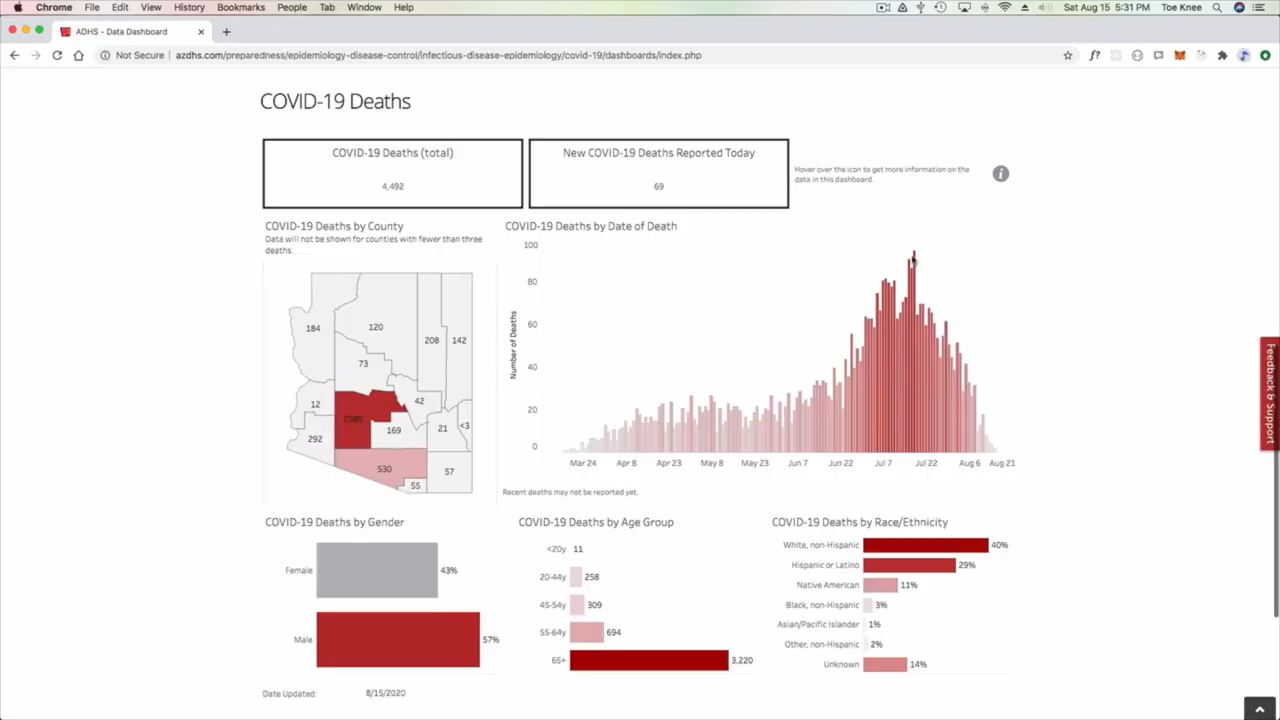 Chrome File Edit View History Bookmarks People Tab Window Help
Sat Aug 15 5:31 PM Toe Knee
ADHS - Data Dashboard
Not Secure azdhs.com/preparedness/epidemiology-disease-control/infectious-disease-epidemiology/covid-19/dashboards/index.php
COVID-19 Deaths
COVID-19 Deaths (total)
4,492
New COVID-19 Deaths Reported Today
69
Hover over the icon to get more information on the
data in this dashboard.
COVID-19 Deaths by County
Data will not be shown for counties with fewer than three
deaths.
184
120
208
142
73
12
42
2585
169
21
<3
292
530
57
55
COVID-19 Deaths by Date of Death
Number of Deaths
100
80
60
40
20
0
Mar 24 Apr 8 Apr 23 May 8 May 23 Jun 7 Jun 22 Jul 7 Jul 22 Aug 6 Aug 21
Recent deaths may not be reported yet.
Feedback & Support
COVID-19 Deaths by Gender
Female 43%
Male 57%
COVID-19 Deaths by Age Group
<20y 11
20-44y 258
45-54y 309
55-64y 694
65+ 3,220
COVID-19 Deaths by Race/Ethnicity
White, non-Hispanic 40%
Hispanic or Latino 29%
Native American 11%
Black, non-Hispanic 3%
Asian/Pacific Islander 1%
Other, non-Hispanic 2%
Unknown 14%
Date Updated: 8/15/2020